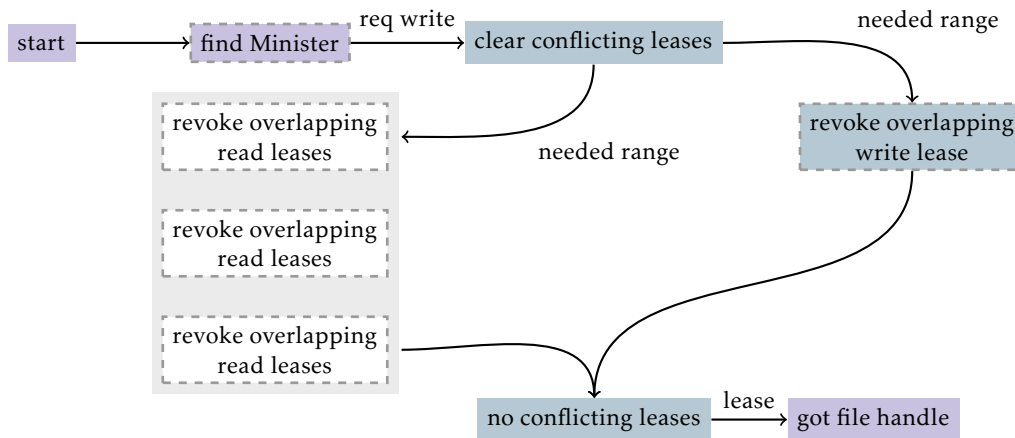 start
find Minister
req write
clear conflicting leases
needed range
revoke overlapping
read leases
needed range
revoke overlapping
write lease
revoke overlapping
read leases
revoke overlapping
read leases
no conflicting leases
lease
got file handle